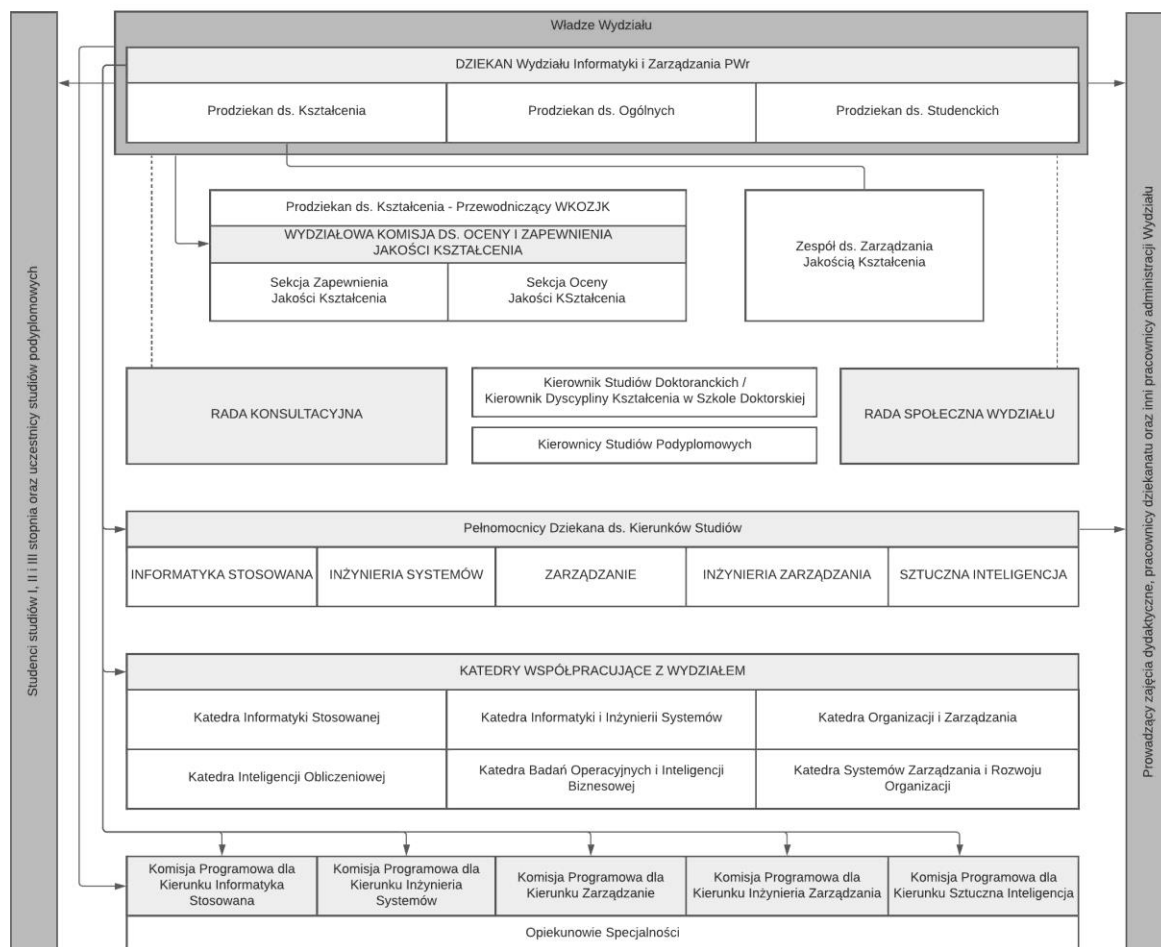 Władze Wydziału
DZIEKAN Wydziału Informatyki i Zarządzania PWr
Prodziekan ds. Kształcenia
Prodziekan ds. Ogólnych
Prodziekan ds. Studenckich
Studenci studiów I, II i III stopnia oraz uczestnicy studiów podyplomowych
Prowadzący zajęcia dydaktyczne, pracownicy dziekanatu oraz inni pracownicy administracji Wydziału
Prodziekan ds. Kształcenia - Przewodniczący WKOZJK
WYDZIAŁOWA KOMISJA DS. OCENY I ZAPEWNIENIA
JAKOŚCI KSZTAŁCENIA
Sekcja Zapewnienia
Jakości Kształcenia
Sekcja Oceny
Jakości KSztałcenia
Zespół ds. Zarządzania
Jakością Kształcenia
RADA KONSULTACYJNA
Kierownik Studiów Doktoranckich /
Kierownik Dyscypliny Kształcenia w Szkole Doktorskiej
Kierownicy Studiów Podyplomowych
RADA SPOŁECZNA WYDZIAŁU
Pełnomocnicy Dziekana ds. Kierunków Studiów
INFORMATYKA STOSOWANA
INŻYNIERIA SYSTEMÓW
ZARZĄDZANIE
INŻYNIERIA ZARZĄDZANIA
SZTUCZNA INTELIGENCJA
KATEDRY WSPÓŁPRACUJĄCE Z WYDZIAŁEM
Katedra Informatyki Stosowanej
Katedra Informatyki i Inżynierii Systemów
Katedra Organizacji i Zarządzania
Katedra Inteligencji Obliczeniowej
Katedra Badań Operacyjnych i Inteligencji
Biznesowej
Katedra Systemów Zarządzania i Rozwoju
Organizacji
Komisja Programowa dla
Kierunku Informatyka
Stosowana
Komisja Programowa dla
Kierunku Inżynieria
Systemów
Komisja Programowa dla
Kierunku Zarządzanie
Komisja Programowa dla
Kierunku Inżynieria Zarządzania
Komisja Programowa dla
Kierunku Sztuczna Inteligencja
Opiekunowie Specjalności